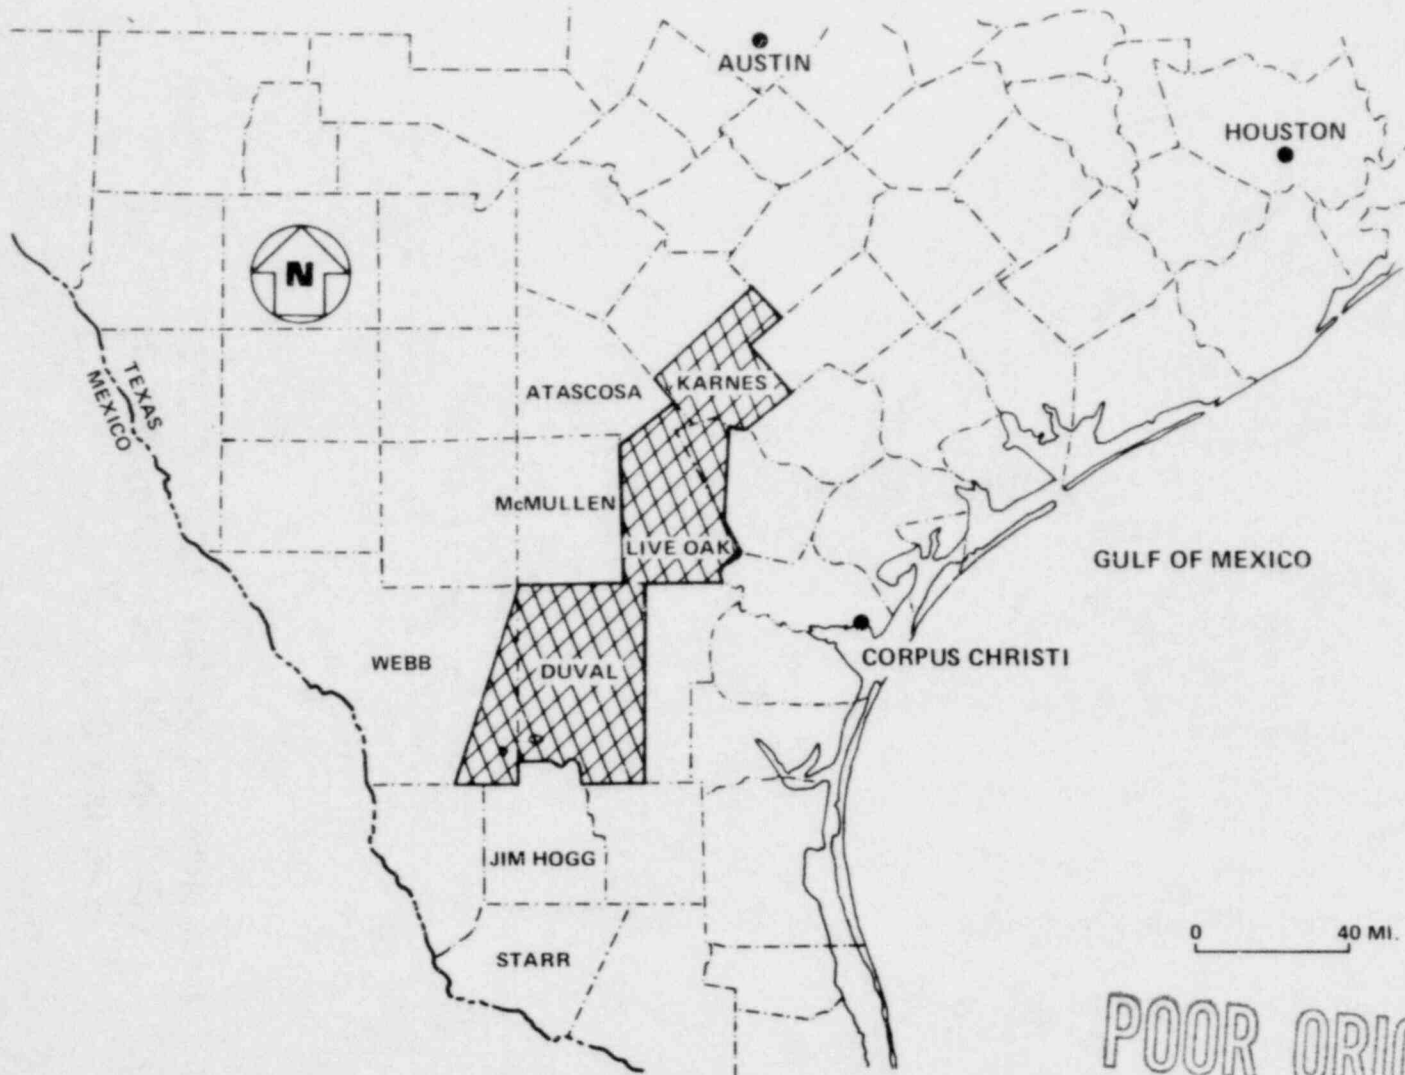 AUSTIN
HOUSTON
N
TEXAS
MEXICO
ATASCOSA
KARNES
McMULLEN
LIVE OAK
GULF OF MEXICO
WEBB
DUVAL
CORPUS CHRISTI
JIM HOGG
STARR
0 40 MI.
POOR